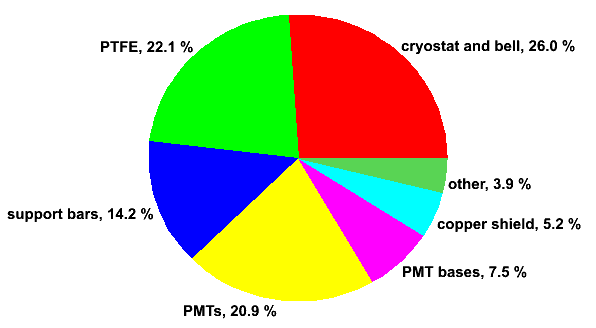 PTFE, 22.1 %
cryostat and bell, 26.0 %
other, 3.9 %
support bars, 14.2 %
copper shield, 5.2 %
PMT bases, 7.5 %
PMTs, 20.9 %